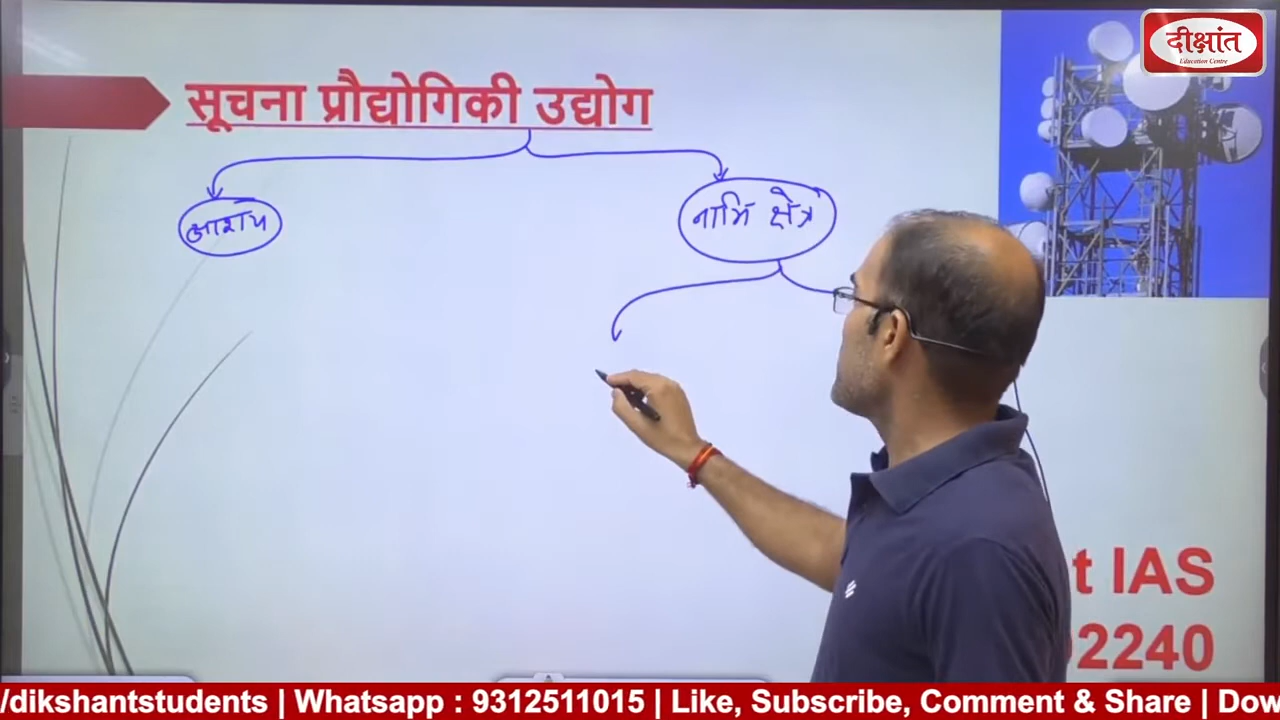 दीक्षांत
Education Centre
सूचना प्रौद्योगिकी उद्योग
आशय
नाभि क्षेत्र
t IAS
2240
/dikshantstudents | Whatsapp : 9312511015 | Like, Subscribe, Comment & Share | Dow